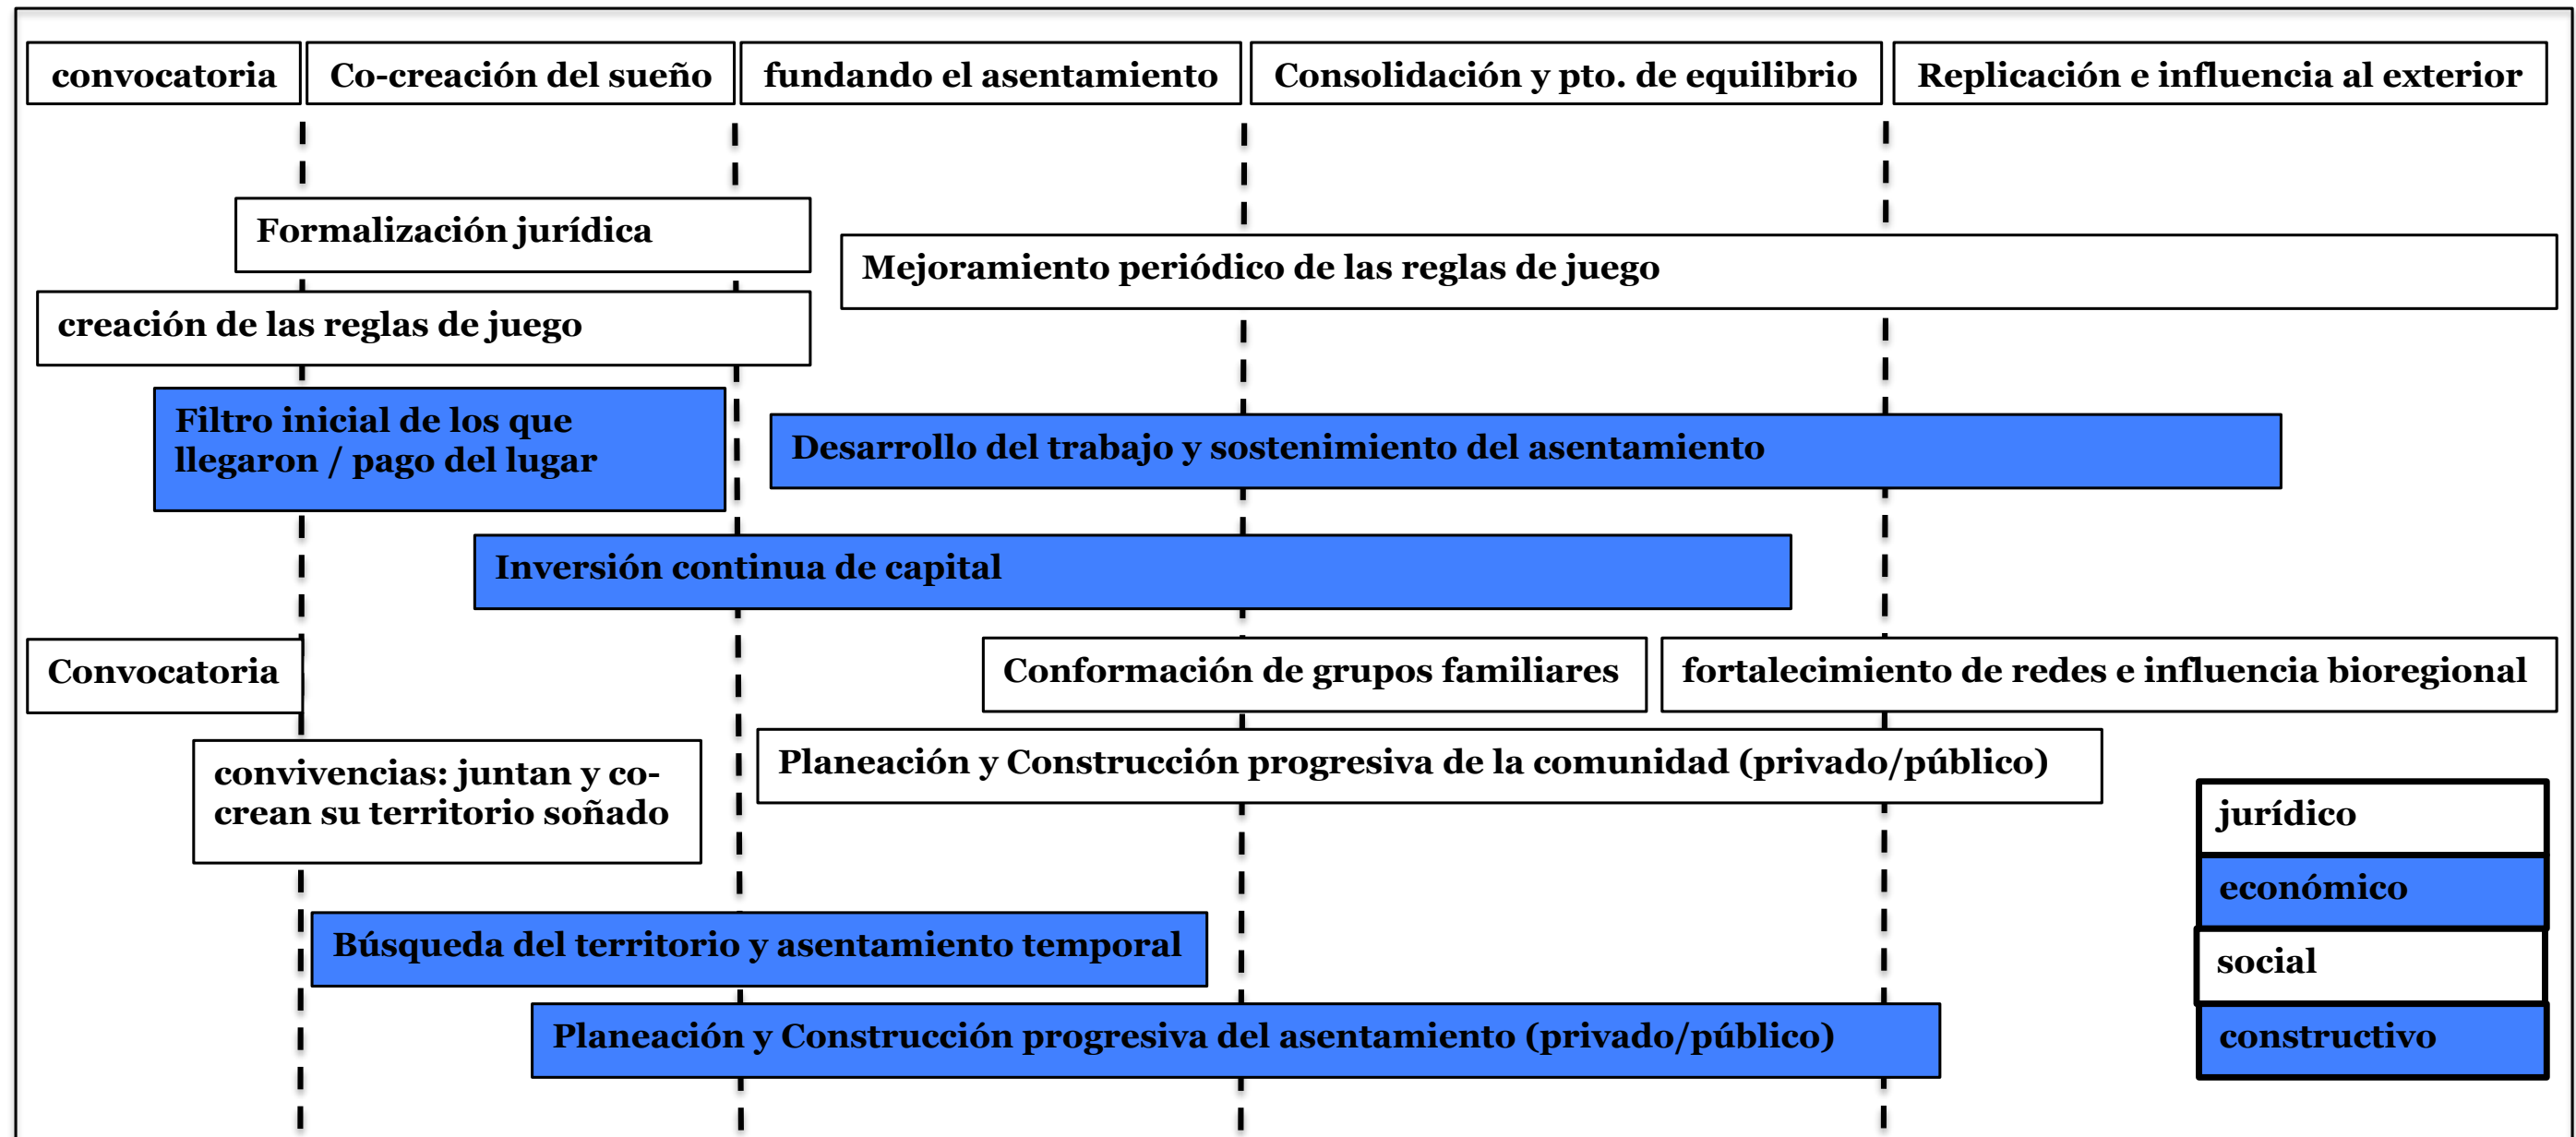 convocatoria
Co-creación del sueño
fundando el asentamiento
Consolidación y pto. de equilibrio
Replicación e influencia al exterior
Formalización jurídica
Mejoramiento periódico de las reglas de juego
creación de las reglas de juego
Filtro inicial de los que
llegaron / pago del lugar
Desarrollo del trabajo y sostenimiento del asentamiento
Inversión continua de capital
Convocatoria
Conformación de grupos familiares
fortalecimiento de redes e influencia bioregional
convivencias: juntan y co-
crean su territorio soñado
Planeación y Construcción progresiva de la comunidad (privado/público)
Búsqueda del territorio y asentamiento temporal
Planeación y Construcción progresiva del asentamiento (privado/público)
jurídico
económico
social
constructivo